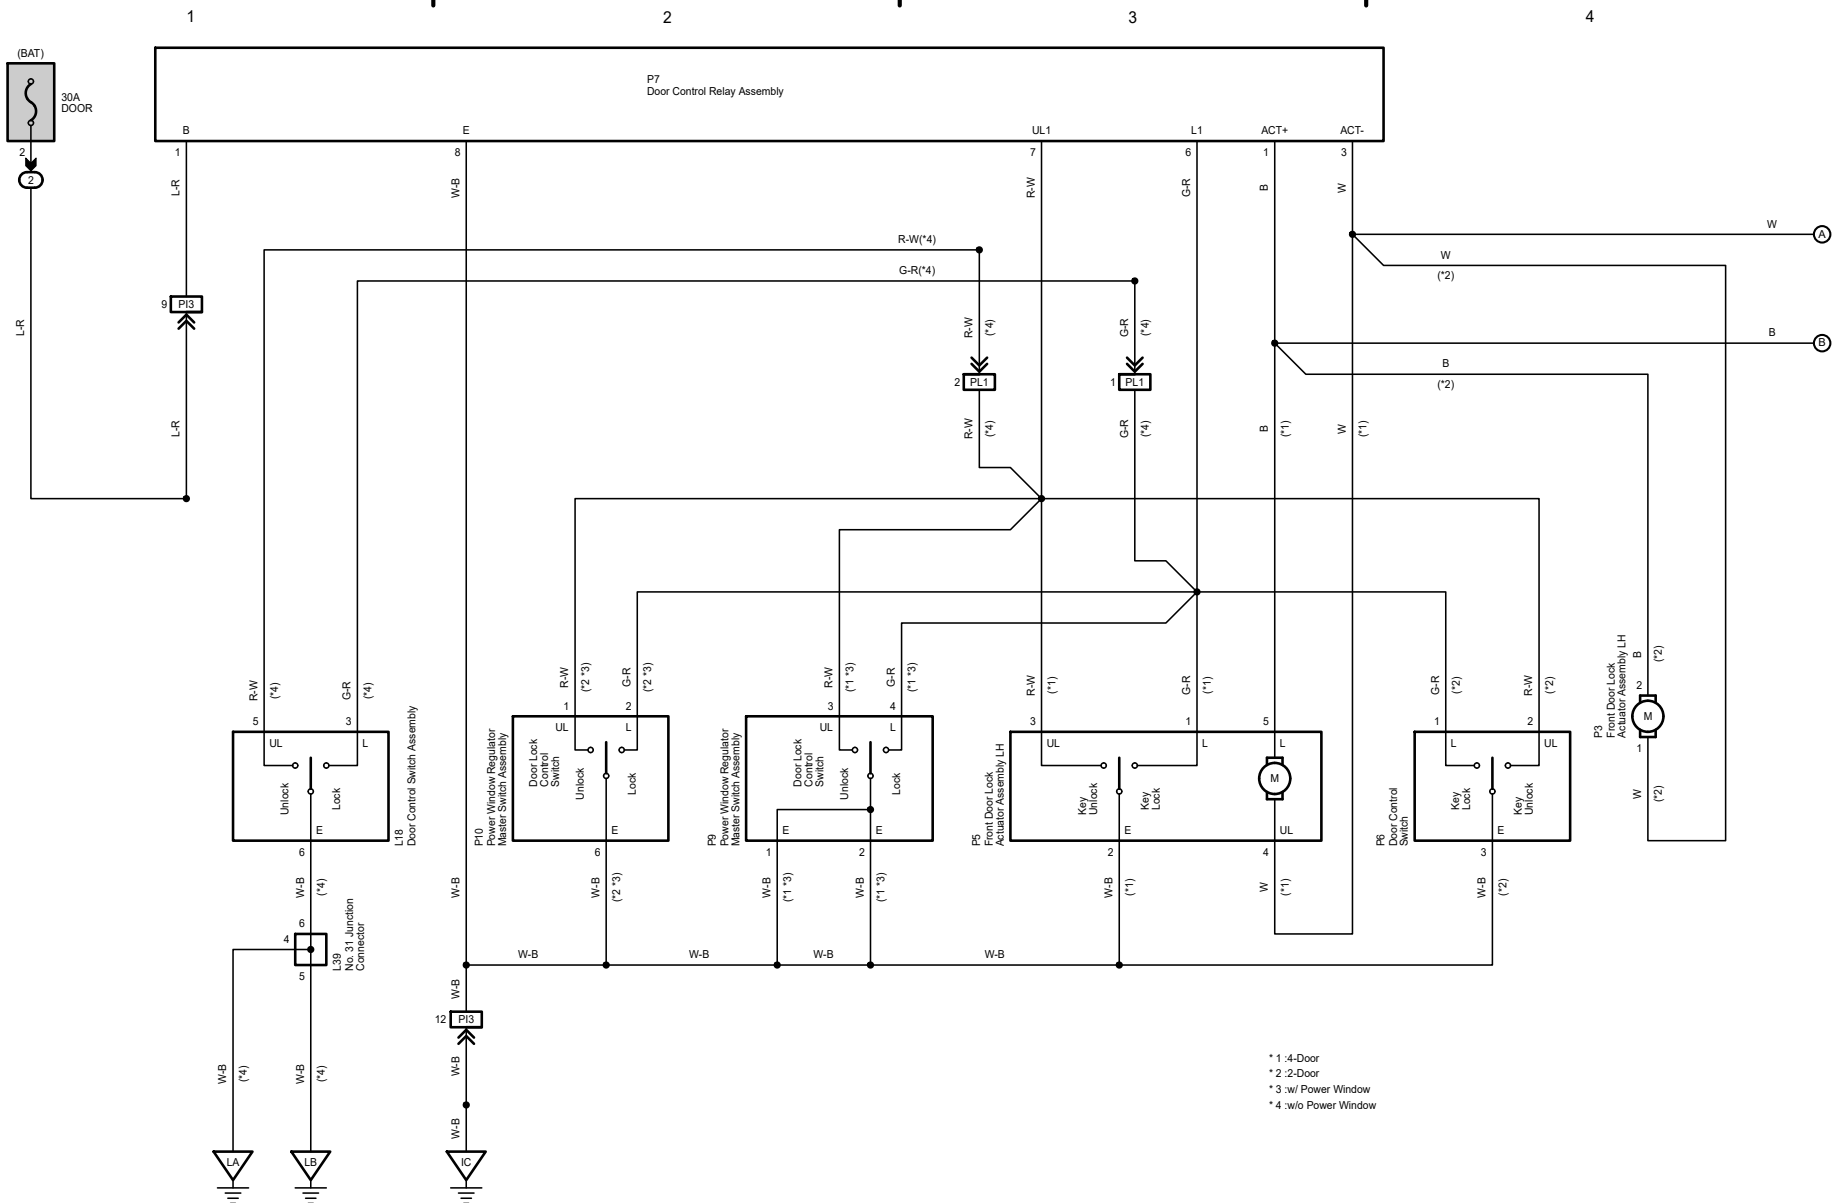 1 2 3 4
(BAT)
30A
DOOR
2
2
P7
Door Control Relay Assembly
B E UL1 L1 ACT+ ACT-
1 8 7 6 1 3
L-R W-B R-W G-R B W
W
A
R-W(*4)
W
(*2)
G-R(*4)
9 PI3
L-R
R-W (*4)
G-R (*4)
B
B
B
(*2)
2 PL1
1 PL1
L-R
R-W (*4)
G-R (*4)
B (*1)
W (*1)
R-W (*4)
G-R (*4)
R-W (*2 *3)
G-R (*2 *3)
R-W (*1 *3)
G-R (*1 *3)
R-W (*1)
G-R (*1)
G-R (*2)
R-W (*2)
B (*2)
5 3
UL L
Unlock
Lock
E
6
L18
Door Control Switch Assembly
1 2
UL L
Door Lock
Control
Switch
Unlock
Lock
E
6
P10
Power Window Regulator
Master Switch Assembly
3 4
UL L
Door Lock
Control
Switch
Unlock
Lock
E E
1 2
P9
Power Window Regulator
Master Switch Assembly
3 1 5
UL L L
Key
Unlock
Key
Lock
M
E UL
2 4
P5
Front Door Lock
Actuator Assembly LH
1 2
L UL
Key
Lock
Key
Unlock
E
3
P6
Door Control
Switch
2
M
1
P3
Front Door Lock
Actuator Assembly LH
W (*2)
W-B (*4)
W-B
W-B (*2 *3)
W-B (*1 *3)
W-B (*1 *3)
W-B (*1)
W (*1)
W-B (*2)
6
4
5
L39
No. 31 Junction
Connector
W-B W-B W-B W-B
W-B
12 PI3
W-B (*4)
W-B (*4)
W-B
W-B
LA LB IC
* 1 :4-Door
* 2 :2-Door
* 3 :w/ Power Window
* 4 :w/o Power Window